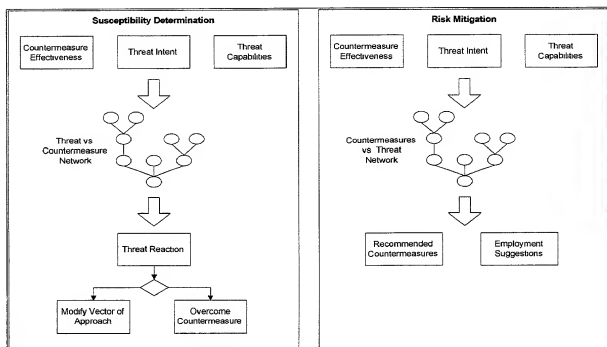 Susceptibility Determination
Countermeasure
Effectiveness
Threat Intent
Threat
Capabilities
Threat vs
Countermeasure
Network
Threat Reaction
Modify Vector of
Approach
Overcome
Countermeasure
Risk Mitigation
Countermeasure
Effectiveness
Threat Intent
Threat
Capabilities
Countermeasures
vs Threat
Network
Recommended
Countermeasures
Employment
Suggestions